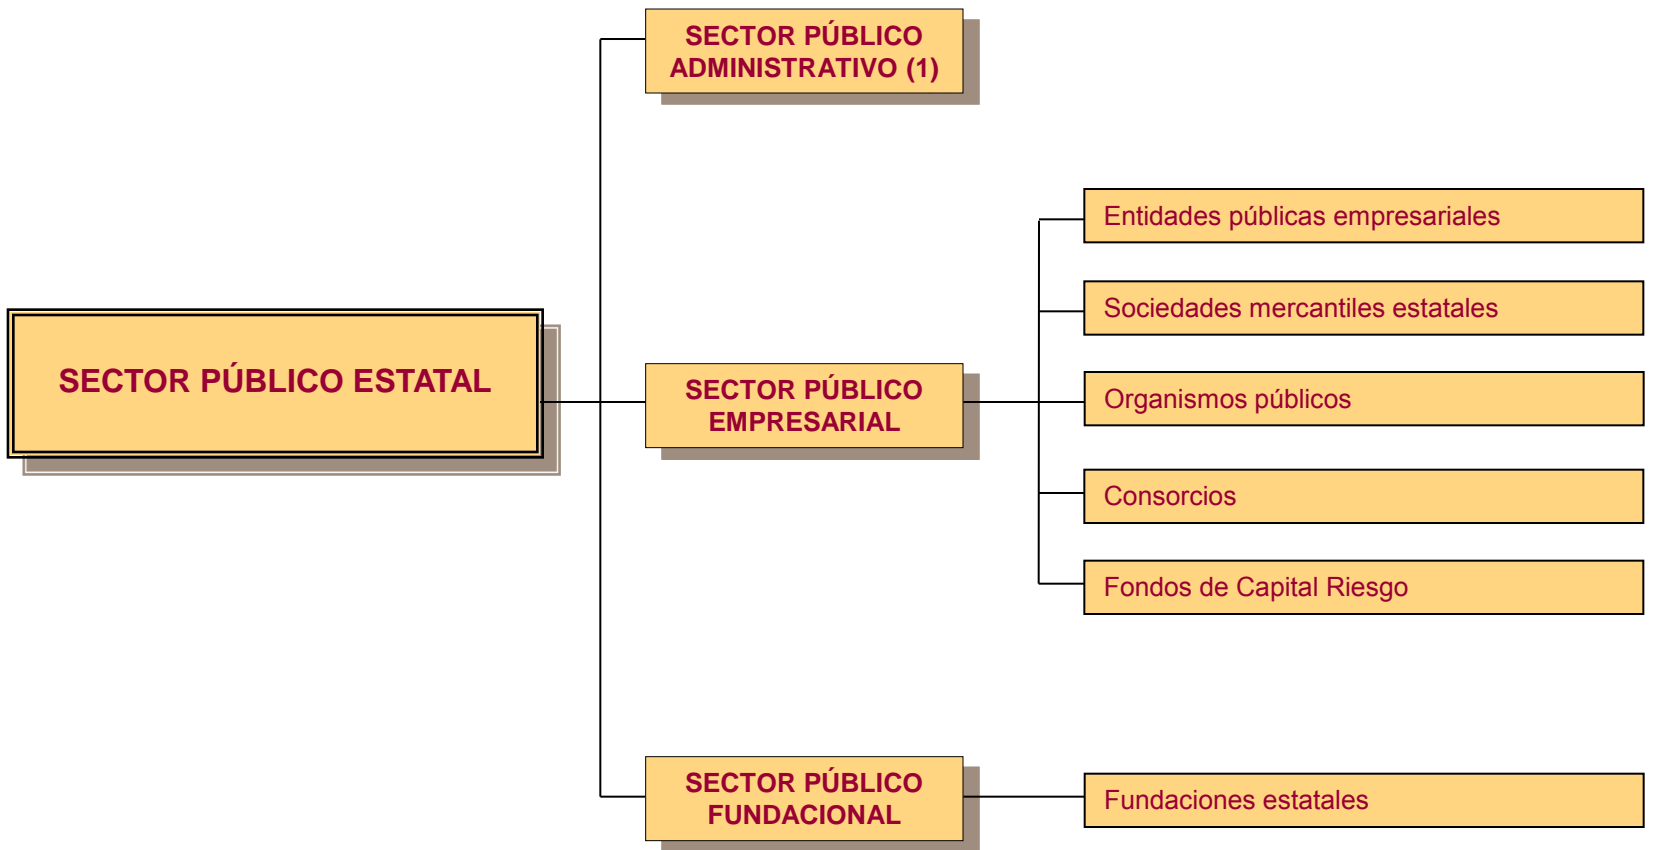 SECTOR PÚBLICO
ADMINISTRATIVO (1)
Entidades públicas empresariales
Sociedades mercantiles estatales
SECTOR PÚBLICO ESTATAL
SECTOR PÚBLICO
EMPRESARIAL
Organismos públicos
Consorcios
Fondos de Capital Riesgo
SECTOR PÚBLICO
FUNDACIONAL
Fundaciones estatales